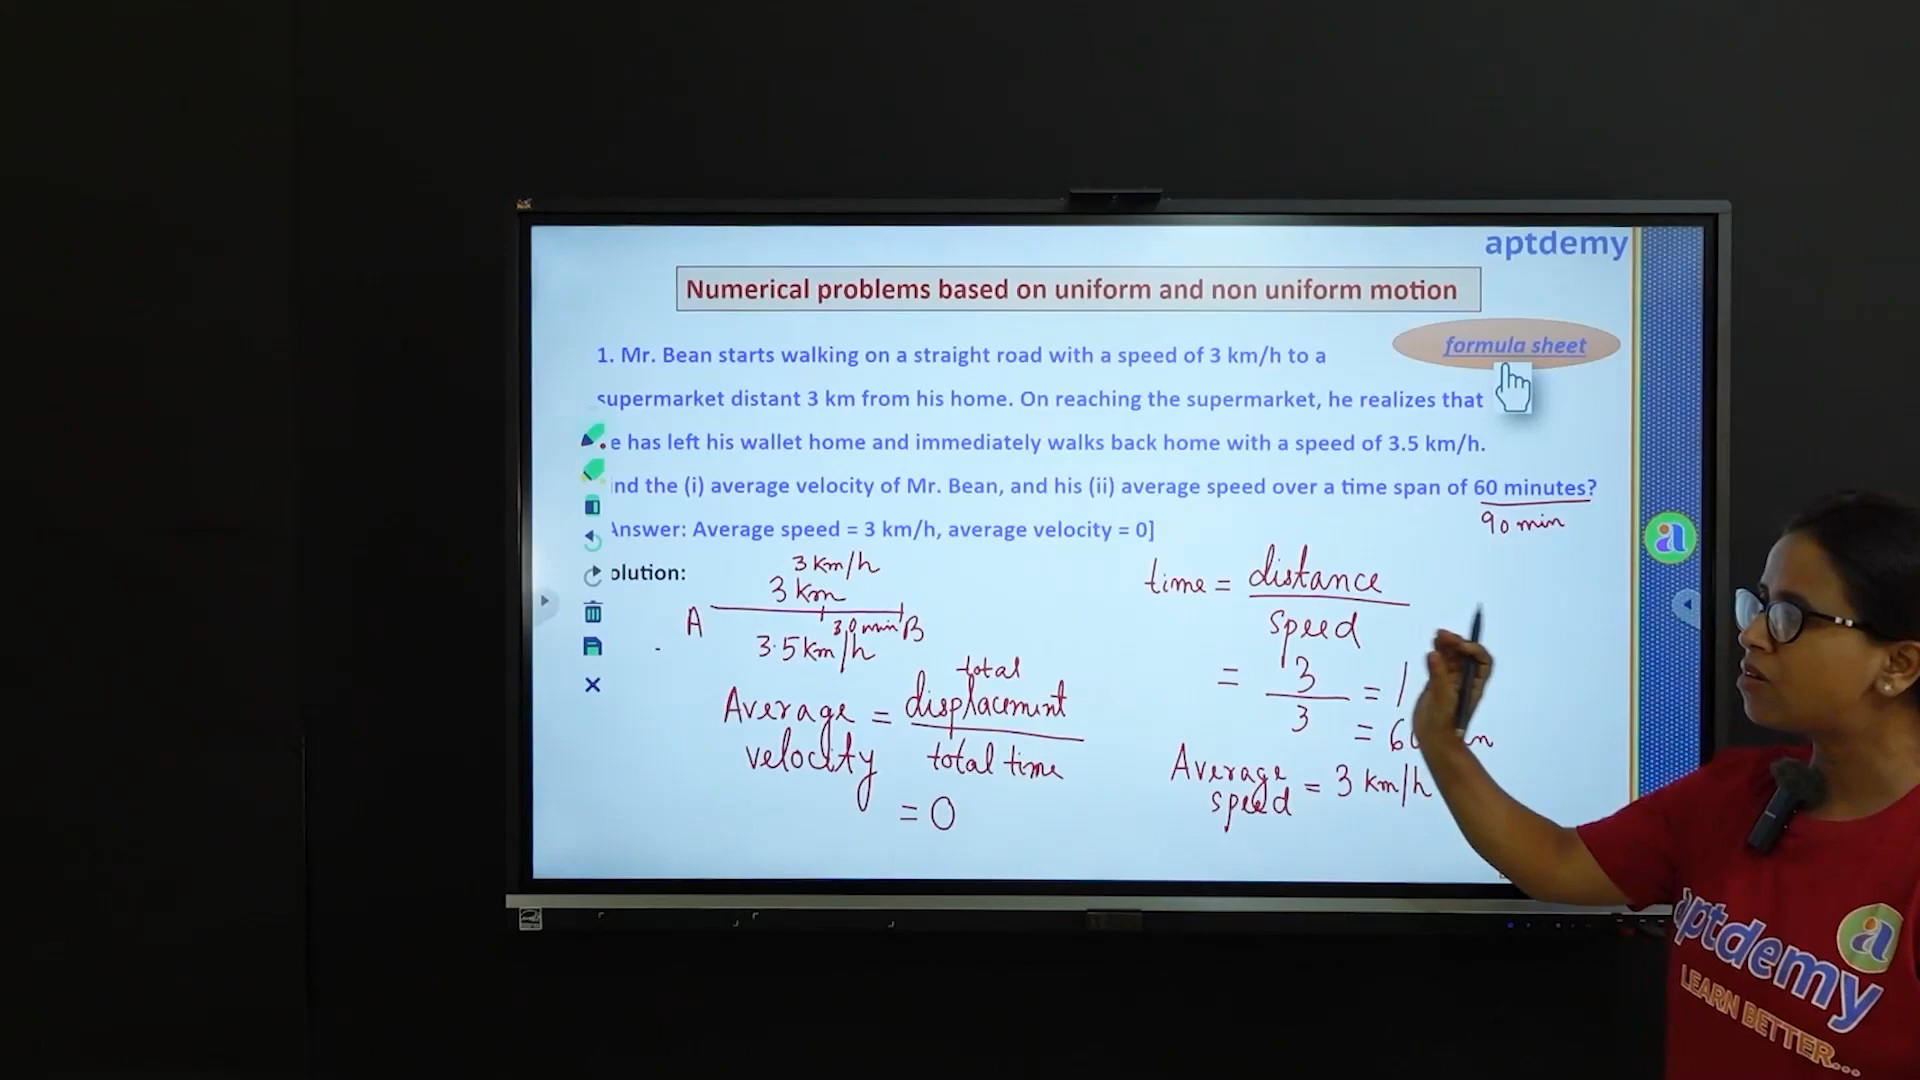 aptdemy
Numerical problems based on uniform and non uniform motion
formula sheet
1. Mr. Bean starts walking on a straight road with a speed of 3 km/h to a
supermarket distant 3 km from his home. On reaching the supermarket, he realizes that
e has left his wallet home and immediately walks back home with a speed of 3.5 km/h.
ind the (i) average velocity of Mr. Bean, and his (ii) average speed over a time span of 60 minutes?
90 min
Answer: Average speed = 3 km/h, average velocity = 0]
olution:
3 km/h
3 km
A 30 min B
3.5 km/h
Average velocity = total displacement / total time
= 0
time = distance / speed
= 3 / 3 = 1
= 60
Average speed = 3 km/h
a
aptdemy
a
LEARN BETTER...